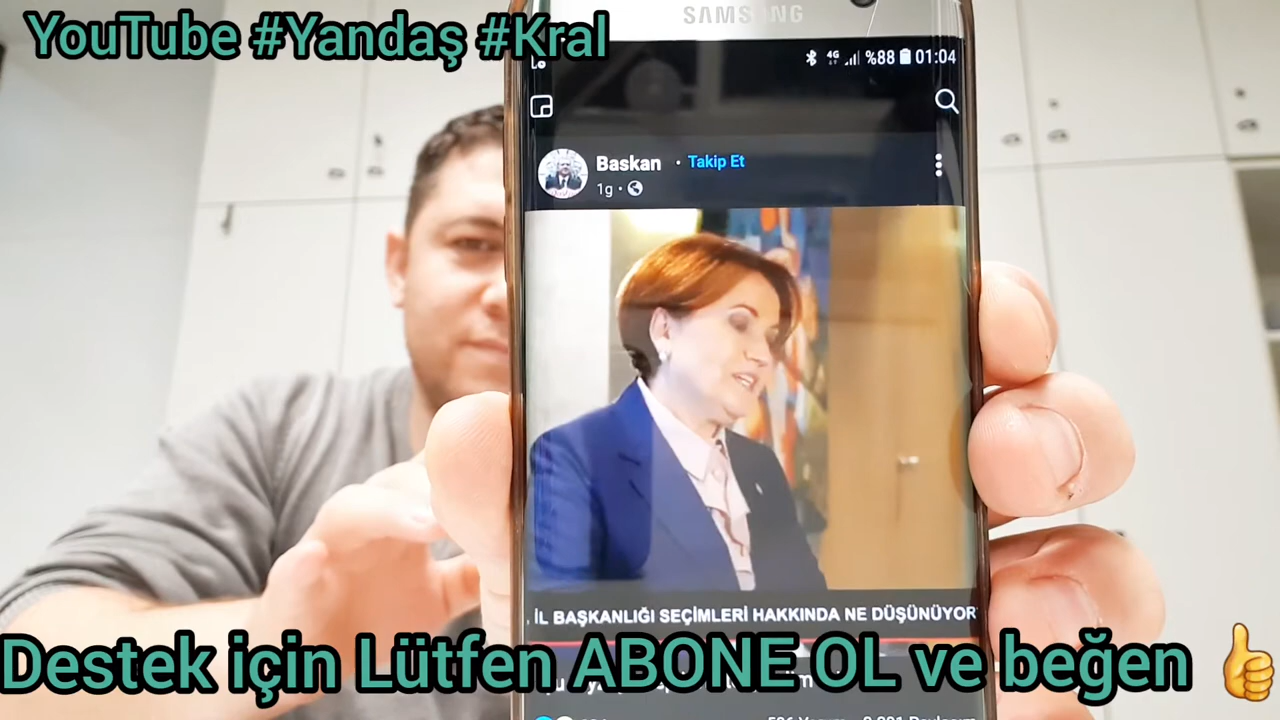 YouTube #Yandaş #Kral
SAMSUNG
4G %88 01:04
Baskan · Takip Et
1g ·
İL BAŞKANLIĞI SEÇİMLERİ HAKKINDA NE DÜŞÜNÜYOR
Destek için Lütfen ABONE OL ve beğen 👍